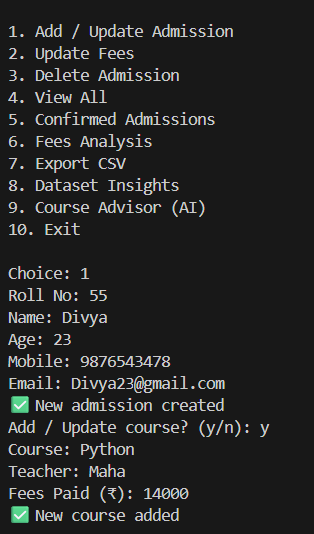 1. Add / Update Admission
2. Update Fees
3. Delete Admission
4. View All
5. Confirmed Admissions
6. Fees Analysis
7. Export CSV
8. Dataset Insights
9. Course Advisor (AI)
10. Exit
Choice: 1
Roll No: 55
Name: Divya
Age: 23
Mobile: 9876543478
Email: Divya23@gmail.com
✅ New admission created
Add / Update course? (y/n): y
Course: Python
Teacher: Maha
Fees Paid (₹): 14000
✅ New course added